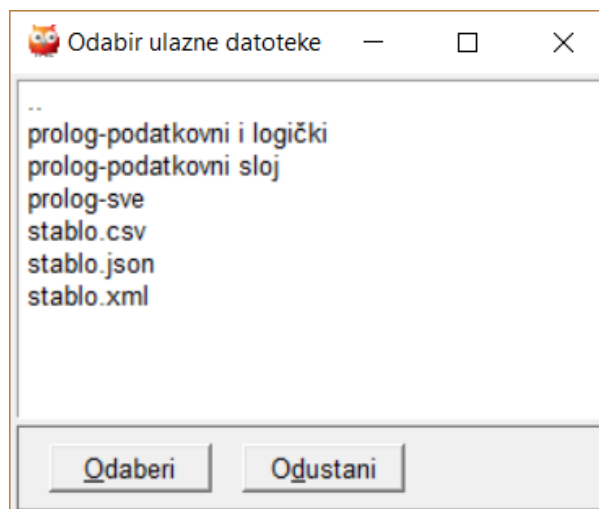 Odabir ulazne datoteke
..
prolog-podatkovni i logički
prolog-podatkovni sloj
prolog-sve
stablo.csv
stablo.json
stablo.xml
Odaberi Odustani